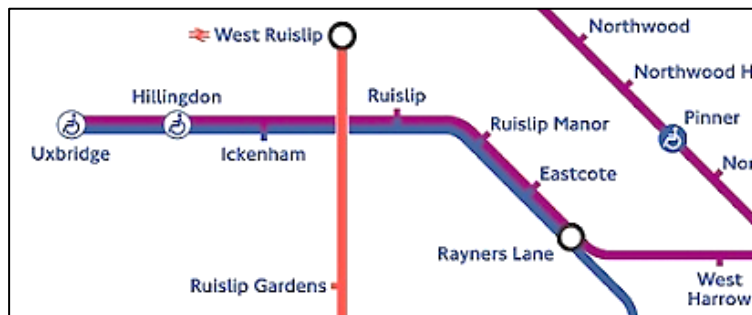 Northwood
West Ruislip
Northwood H
Hillingdon
Ruislip
Pinner
Ruislip Manor
Uxbridge
Ickenham
Eastcote
Nor
Rayners Lane
Ruislip Gardens
West
Harrow